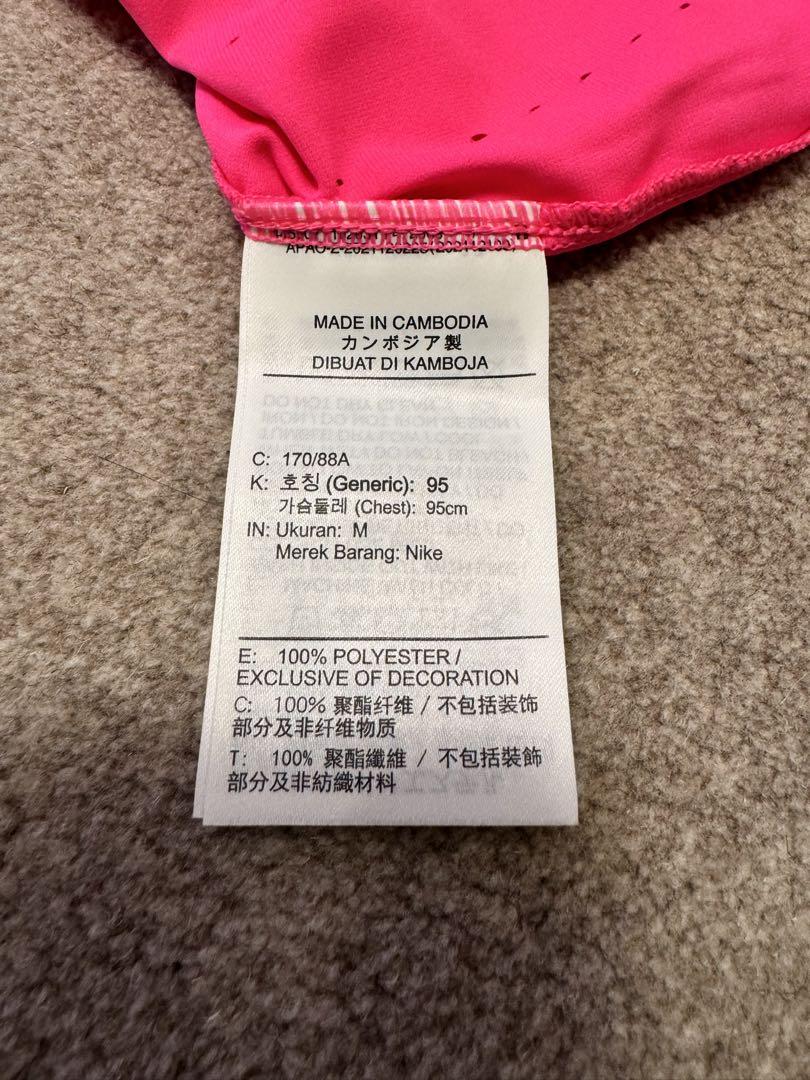 MADE IN CAMBODIA
カンボジア製
DIBUAT DI KAMBOJA
C: 170/88A
K: 호칭 (Generic): 95
가슴둘레 (Chest): 95cm
IN: Ukuran: M
Merek Barang: Nike
E: 100% POLYESTER /
EXCLUSIVE OF DECORATION
C: 100% 聚酯纤维 / 不包括装饰
部分及非纤维物质
T: 100% 聚酯纖維 / 不包括裝飾
部分及非紡織材料